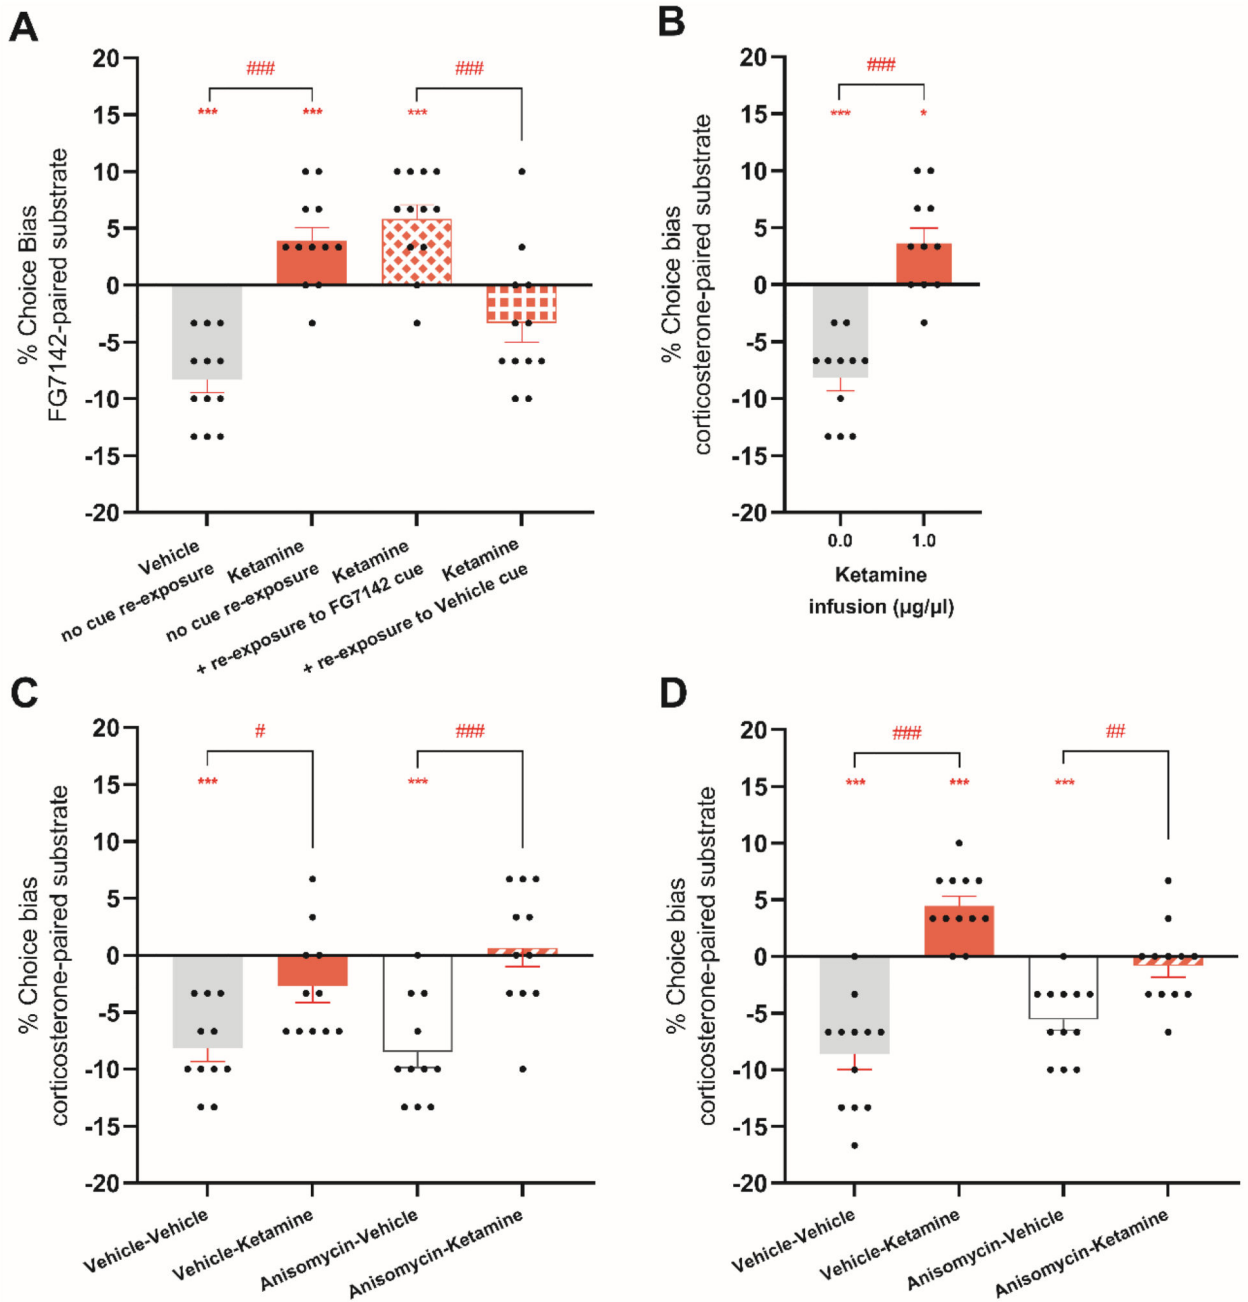 A
###
###
***
***
***
20
15
10
5
0
-5
-10
-15
-20
% Choice Bias
FG7142-paired substrate
Vehicle
no cue re-exposure
Ketamine
no cue re-exposure
Ketamine
+ re-exposure to FG7142 cue
Ketamine
+ re-exposure to Vehicle cue
B
###
***
*
20
15
10
5
0
-5
-10
-15
-20
% Choice bias
corticosterone-paired substrate
0.0
1.0
Ketamine
infusion (µg/µl)
C
#
###
***
***
20
15
10
5
0
-5
-10
-15
-20
% Choice bias
corticosterone-paired substrate
Vehicle-Vehicle
Vehicle-Ketamine
Anisomycin-Vehicle
Anisomycin-Ketamine
D
###
##
***
***
***
20
15
10
5
0
-5
-10
-15
-20
% Choice bias
corticosterone-paired substrate
Vehicle-Vehicle
Vehicle-Ketamine
Anisomycin-Vehicle
Anisomycin-Ketamine